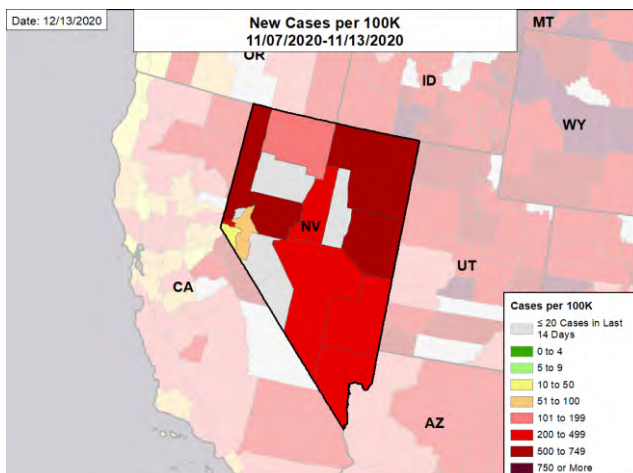 Date: 12/13/2020
New Cases per 100K
11/07/2020-11/13/2020
MT
OR
ID
WY
NV
UT
CA
AZ
Cases per 100K
≤ 20 Cases in Last
14 Days
0 to 4
5 to 9
10 to 50
51 to 100
101 to 199
200 to 499
500 to 749
750 or More